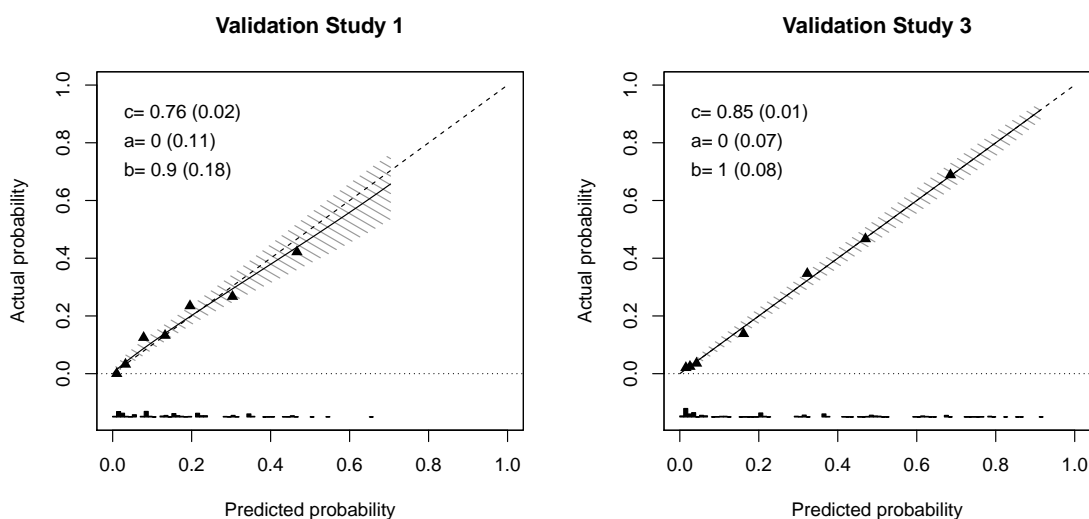 Validation Study 1
c= 0.76 (0.02)
a= 0 (0.11)
b= 0.9 (0.18)
Actual probability
1.0
0.8
0.6
0.4
0.2
0.0
0.0 0.2 0.4 0.6 0.8 1.0
Predicted probability
Validation Study 3
c= 0.85 (0.01)
a= 0 (0.07)
b= 1 (0.08)
Actual probability
1.0
0.8
0.6
0.4
0.2
0.0
0.0 0.2 0.4 0.6 0.8 1.0
Predicted probability